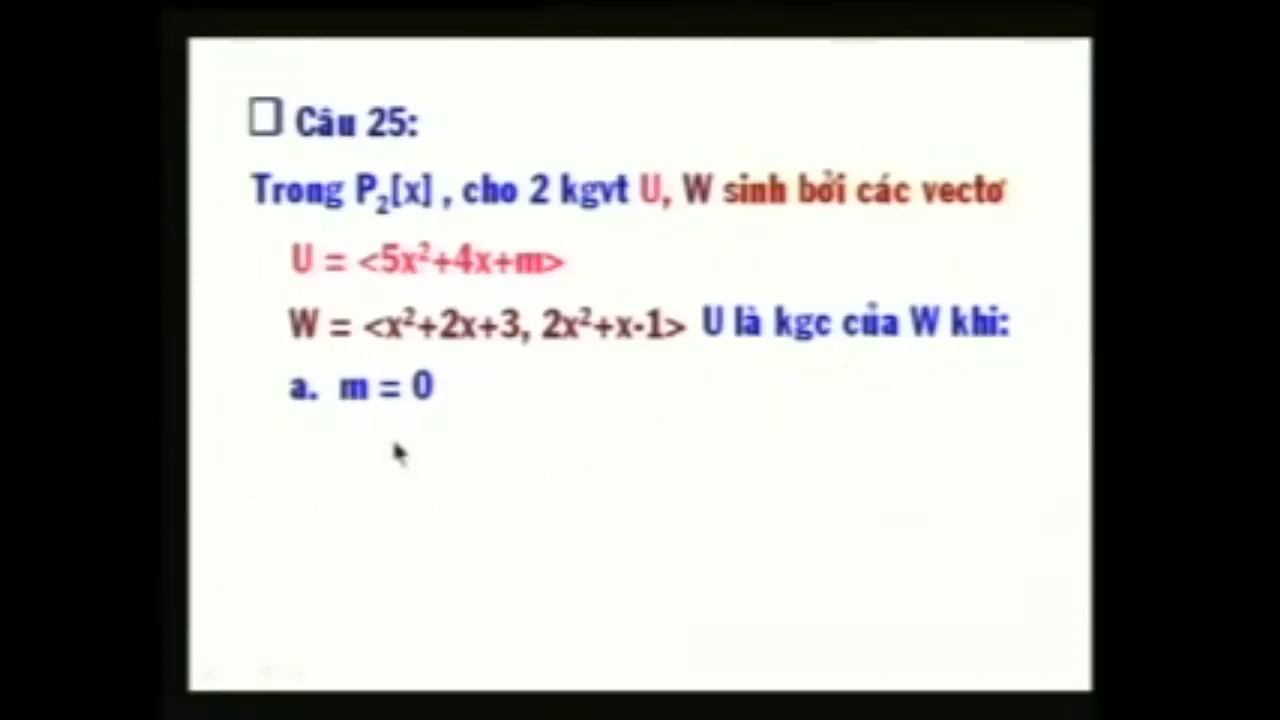 Câu 25:
Trong P₂[x] , cho 2 kgvt U, W sinh bởi các vectơ
U = <5x²+4x+m>
W = <x²+2x+3, 2x²+x-1> U là kgc của W khi:
a. m = 0